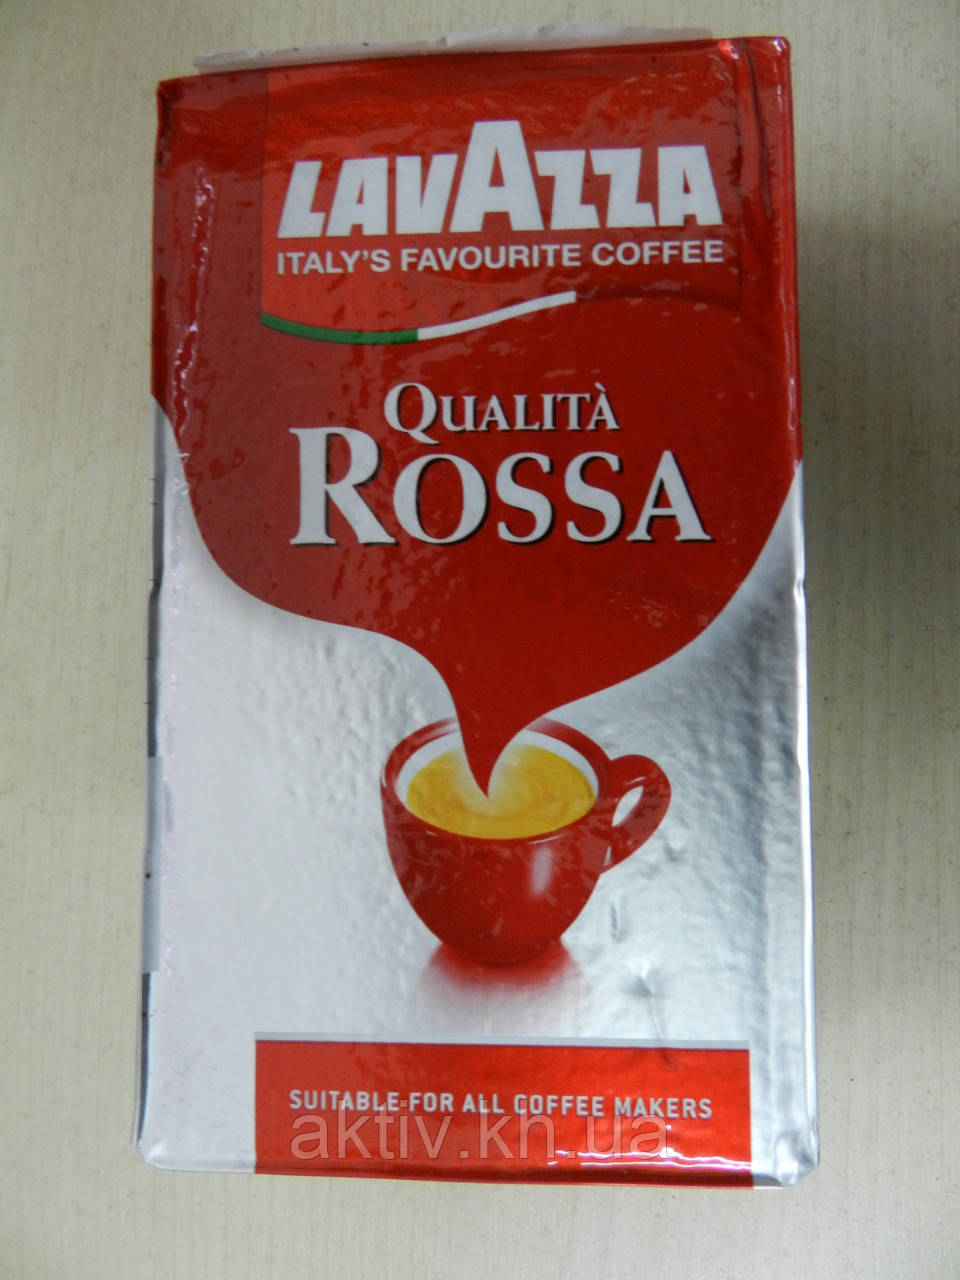 LAVAZZA
ITALY'S FAVOURITE COFFEE
QUALITÀ
ROSSA
SUITABLE FOR ALL COFFEE MAKERS
aktiv.kh.ua